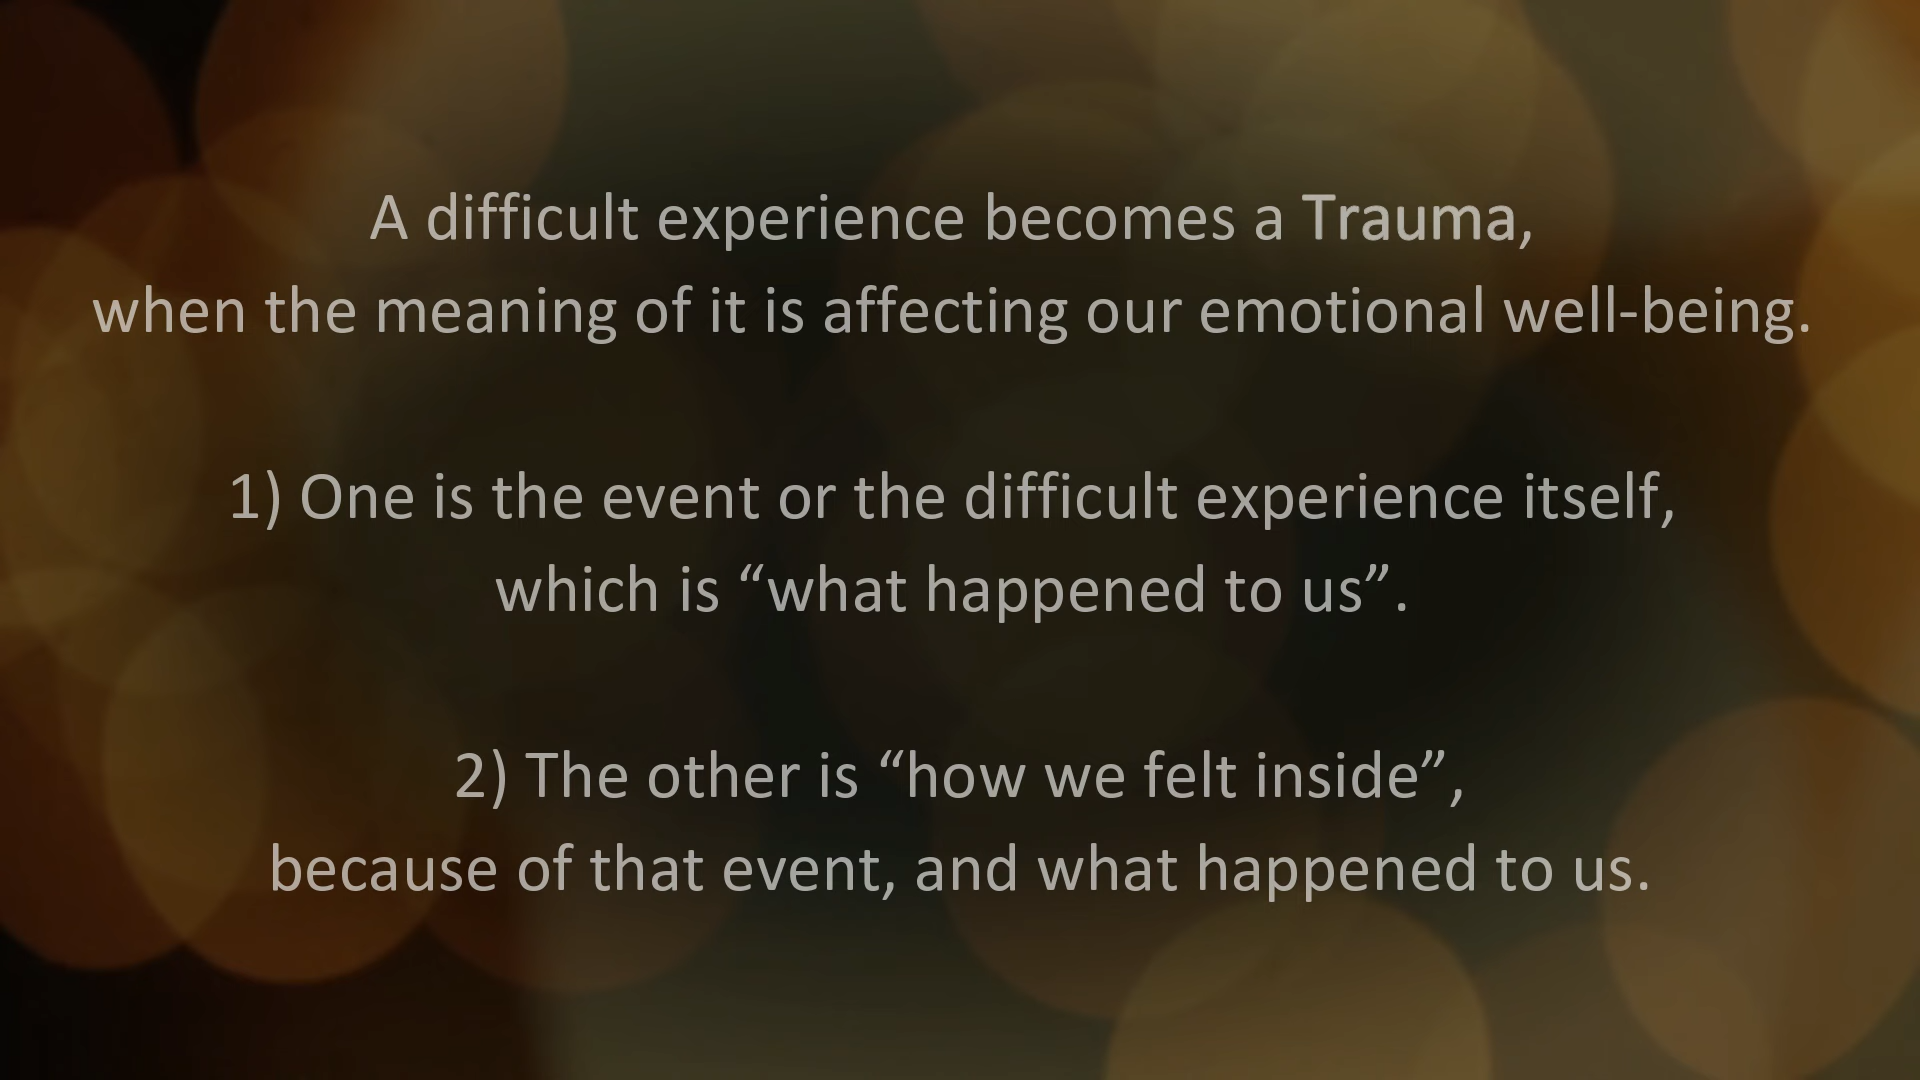 A difficult experience becomes a Trauma,
when the meaning of it is affecting our emotional well-being.
1) One is the event or the difficult experience itself,
which is “what happened to us”.
2) The other is “how we felt inside”,
because of that event, and what happened to us.